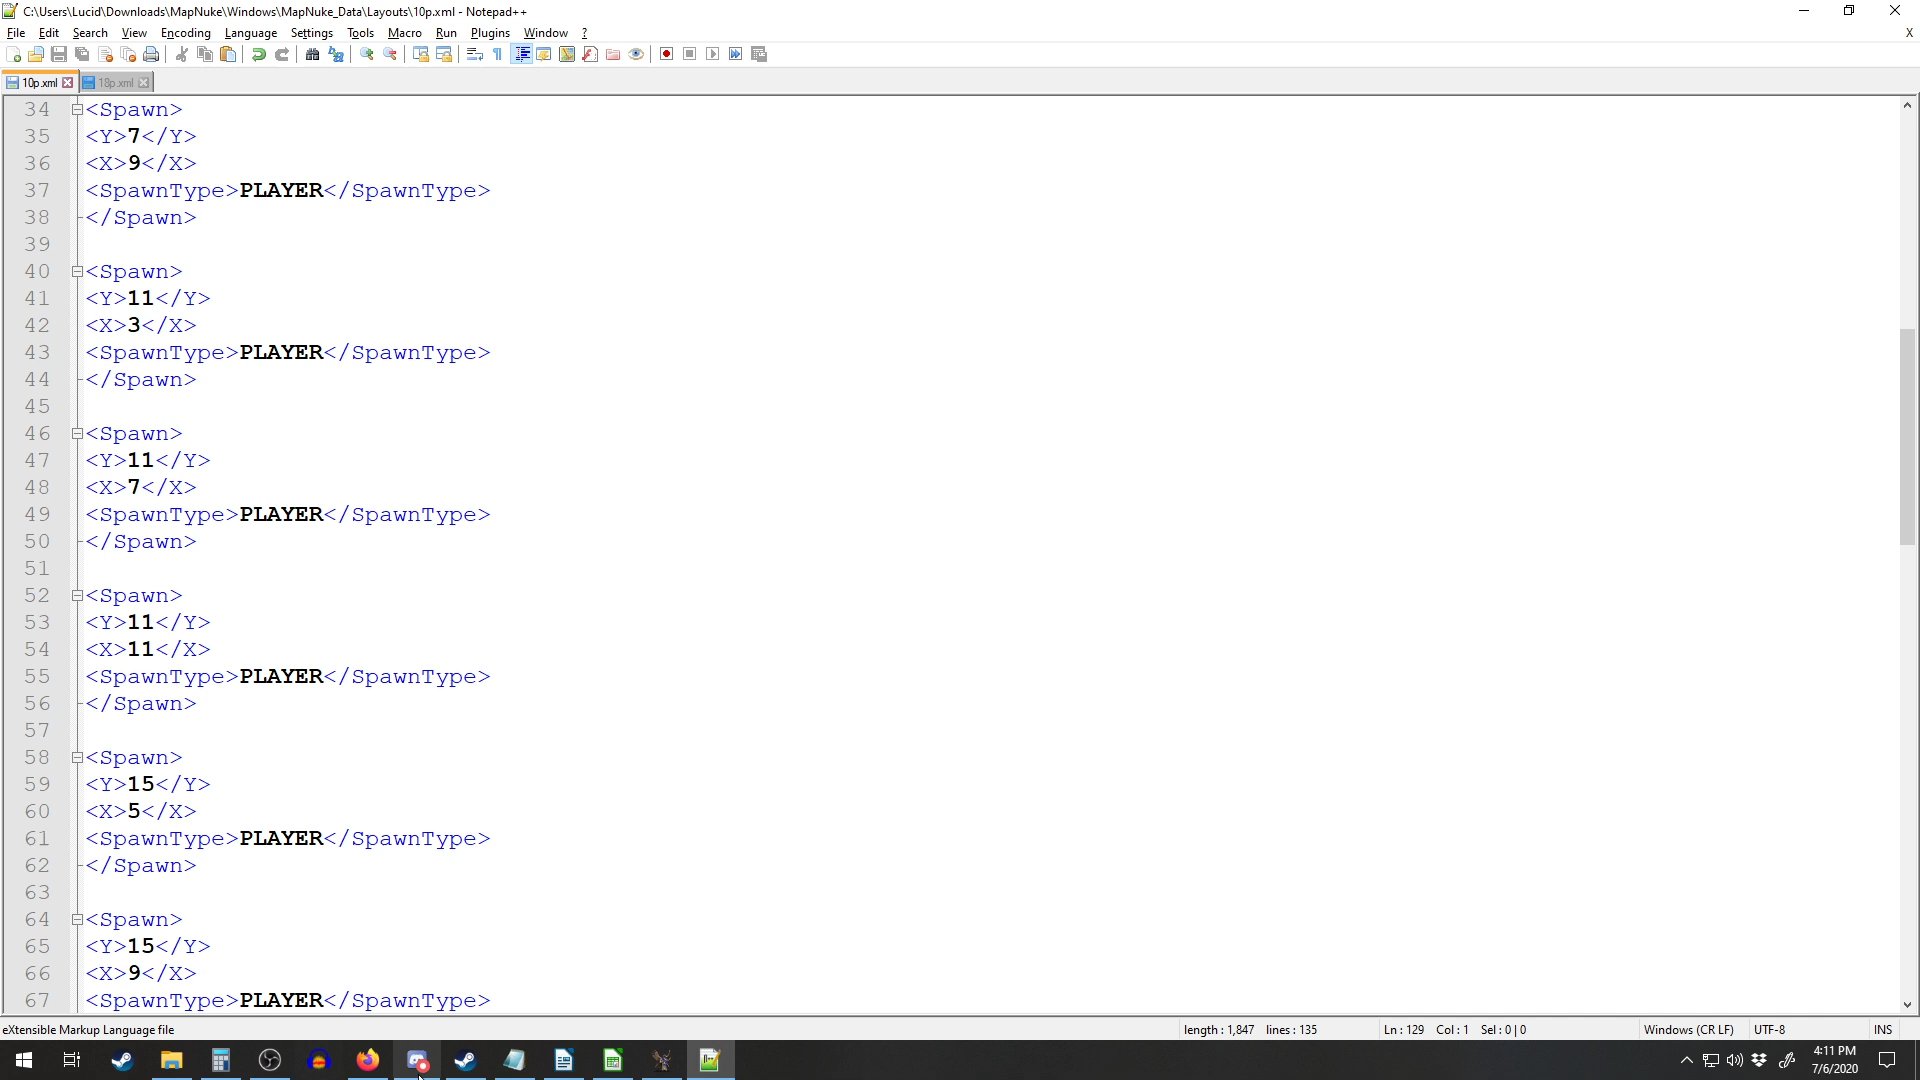 C:\Users\Lucid\Downloads\MapNuke\Windows\MapNuke_Data\Layouts\10p.xml - Notepad++
File Edit Search View Encoding Language Settings Tools Macro Run Plugins Window ? X
10p.xml 18p.xml
34 <Spawn>
35 <Y>7</Y>
36 <X>9</X>
37 <SpawnType>PLAYER</SpawnType>
38 </Spawn>
39
40 <Spawn>
41 <Y>11</Y>
42 <X>3</X>
43 <SpawnType>PLAYER</SpawnType>
44 </Spawn>
45
46 <Spawn>
47 <Y>11</Y>
48 <X>7</X>
49 <SpawnType>PLAYER</SpawnType>
50 </Spawn>
51
52 <Spawn>
53 <Y>11</Y>
54 <X>11</X>
55 <SpawnType>PLAYER</SpawnType>
56 </Spawn>
57
58 <Spawn>
59 <Y>15</Y>
60 <X>5</X>
61 <SpawnType>PLAYER</SpawnType>
62 </Spawn>
63
64 <Spawn>
65 <Y>15</Y>
66 <X>9</X>
67 <SpawnType>PLAYER</SpawnType>
eXtensible Markup Language file length : 1,847 lines : 135 Ln : 129 Col : 1 Sel : 0 | 0 Windows (CR LF) UTF-8 INS
4:11 PM
7/6/2020